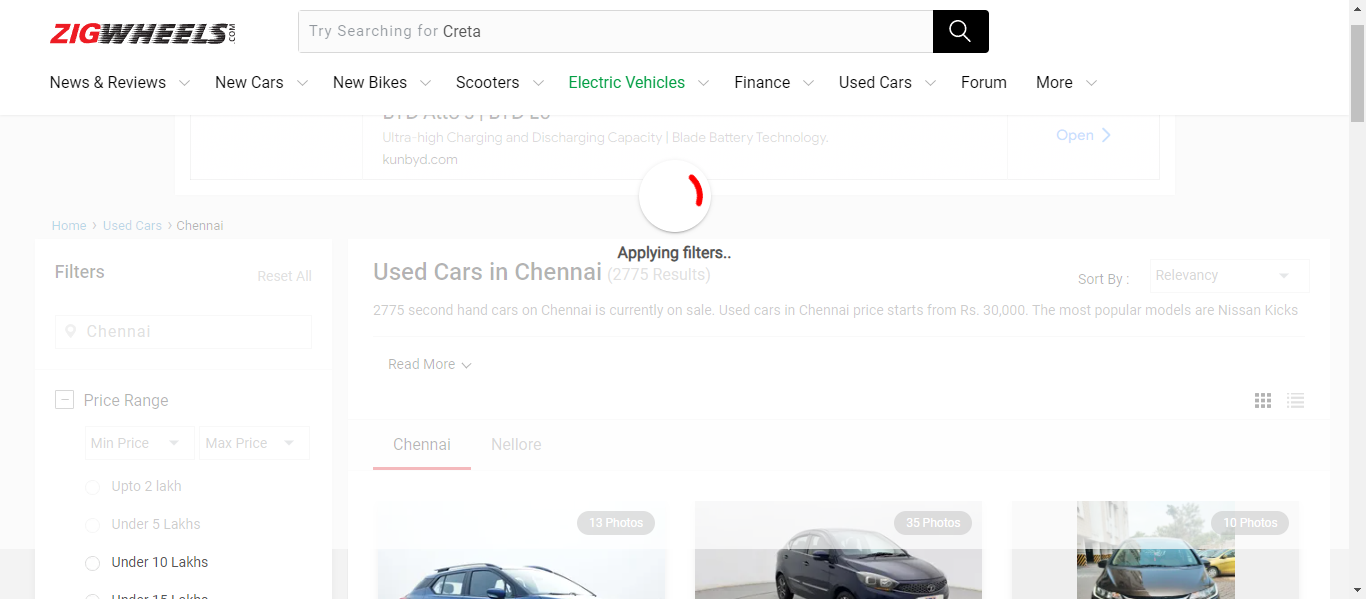 ZIGWHEELS.COM
Try Searching for Creta
News & Reviews New Cars New Bikes Scooters Electric Vehicles Finance Used Cars Forum More
BYD Atto 3 | BYD E6
Ultra-high Charging and Discharging Capacity | Blade Battery Technology.
Open
kunbyd.com
Home › Used Cars › Chennai
Applying filters..
Filters
Reset All
Chennai
Price Range
Min Price Max Price
Upto 2 lakh
Under 5 Lakhs
Under 10 Lakhs
Under 15 Lakhs
Used Cars in Chennai (2775 Results)
Sort By : Relevancy
2775 second hand cars on Chennai is currently on sale. Used cars in Chennai price starts from Rs. 30,000. The most popular models are Nissan Kicks
Read More
Chennai Nellore
13 Photos 35 Photos 10 Photos